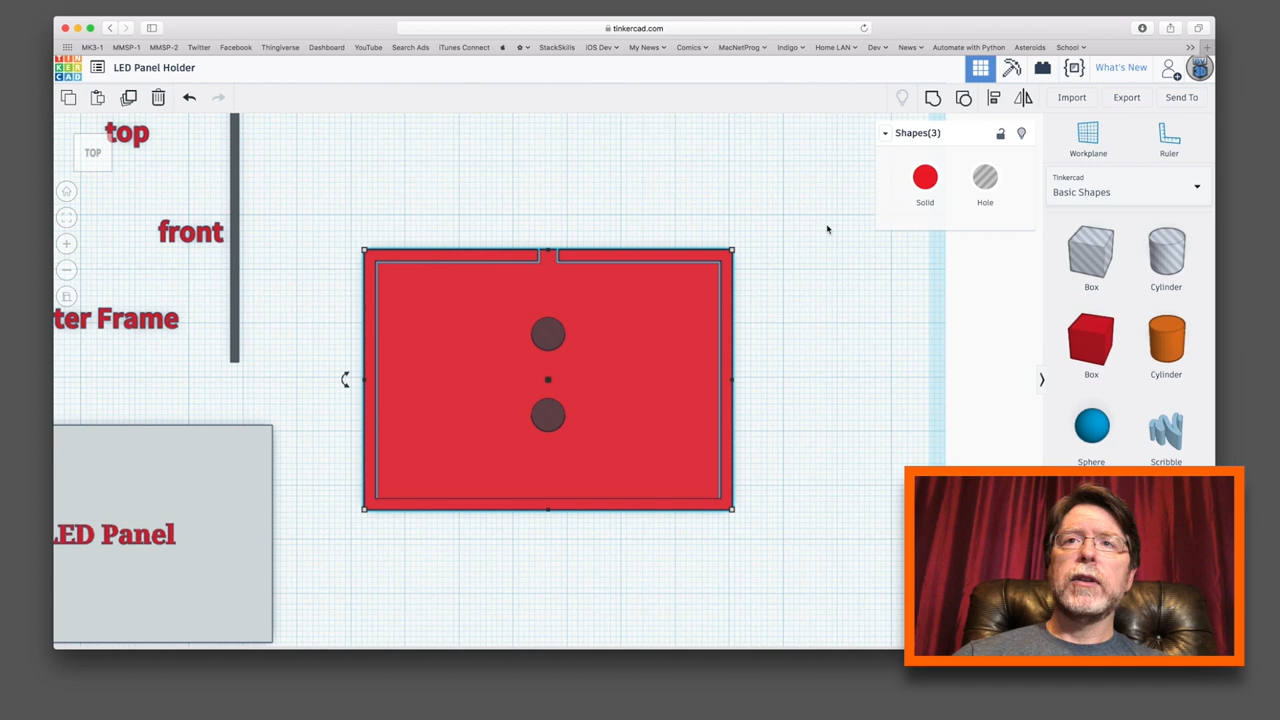 tinkercad.com
MK3-1 MMSP-1 MMSP-2 Twitter Facebook Thingiverse Dashboard YouTube Search Ads iTunes Connect StackSkills iOS Dev My News Comics MacNetProg Indigo Home LAN Dev News Automate with Python Asteroids School
TIN
KER
CAD
LED Panel Holder
What's New
Import
Export
Send To
top
TOP
front
ter Frame
LED Panel
Shapes(3)
Solid
Hole
Workplane
Ruler
Tinkercad
Basic Shapes
Box
Cylinder
Box
Cylinder
Sphere
Scribble